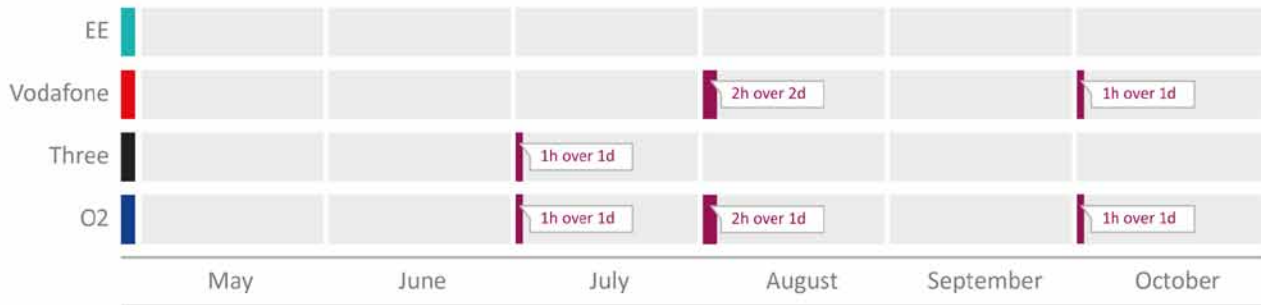 EE
Vodafone
2h over 2d
1h over 1d
Three
1h over 1d
O2
1h over 1d
2h over 1d
1h over 1d
May June July August September October